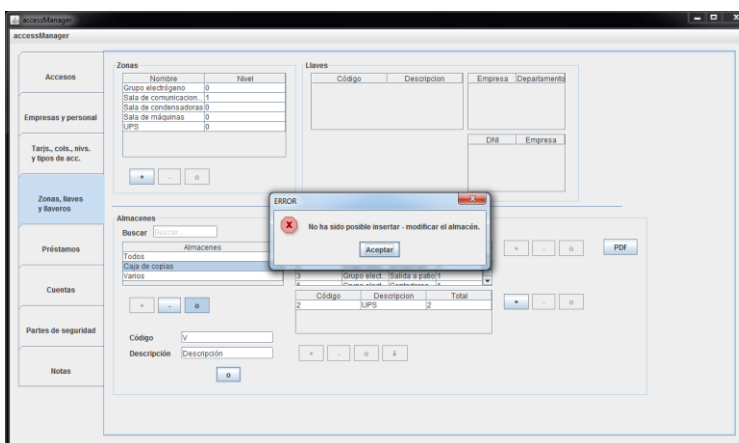 accessManager
accessManager
Accesos
Empresas y personal
Tarjs., cols., nivs.
y tipos de acc.
Zonas, llaves
y llaveros
Préstamos
Cuentas
Partes de seguridad
Notas
Zonas
Nombre Nivel
Grupo electrógeno 0
Sala de comunicacion... 1
Sala de condensadoras 0
Sala de máquinas 0
UPS 0
+ - o
Llaves
Código Descripcion
Empresa Departamento
DNI Empresa
ERROR
No ha sido posible insertar - modificar el almacén.
Aceptar
Almacenes
Buscar Buscar...
Almacenes
Todos
Caja de copias
Varios
+ - o
Código V
Descripción Descripción
o
3 Grupo elect... Salida a patio 1
+ - o
PDF
Código Descripcion Total
2 UPS 2
+ - o
+ - o